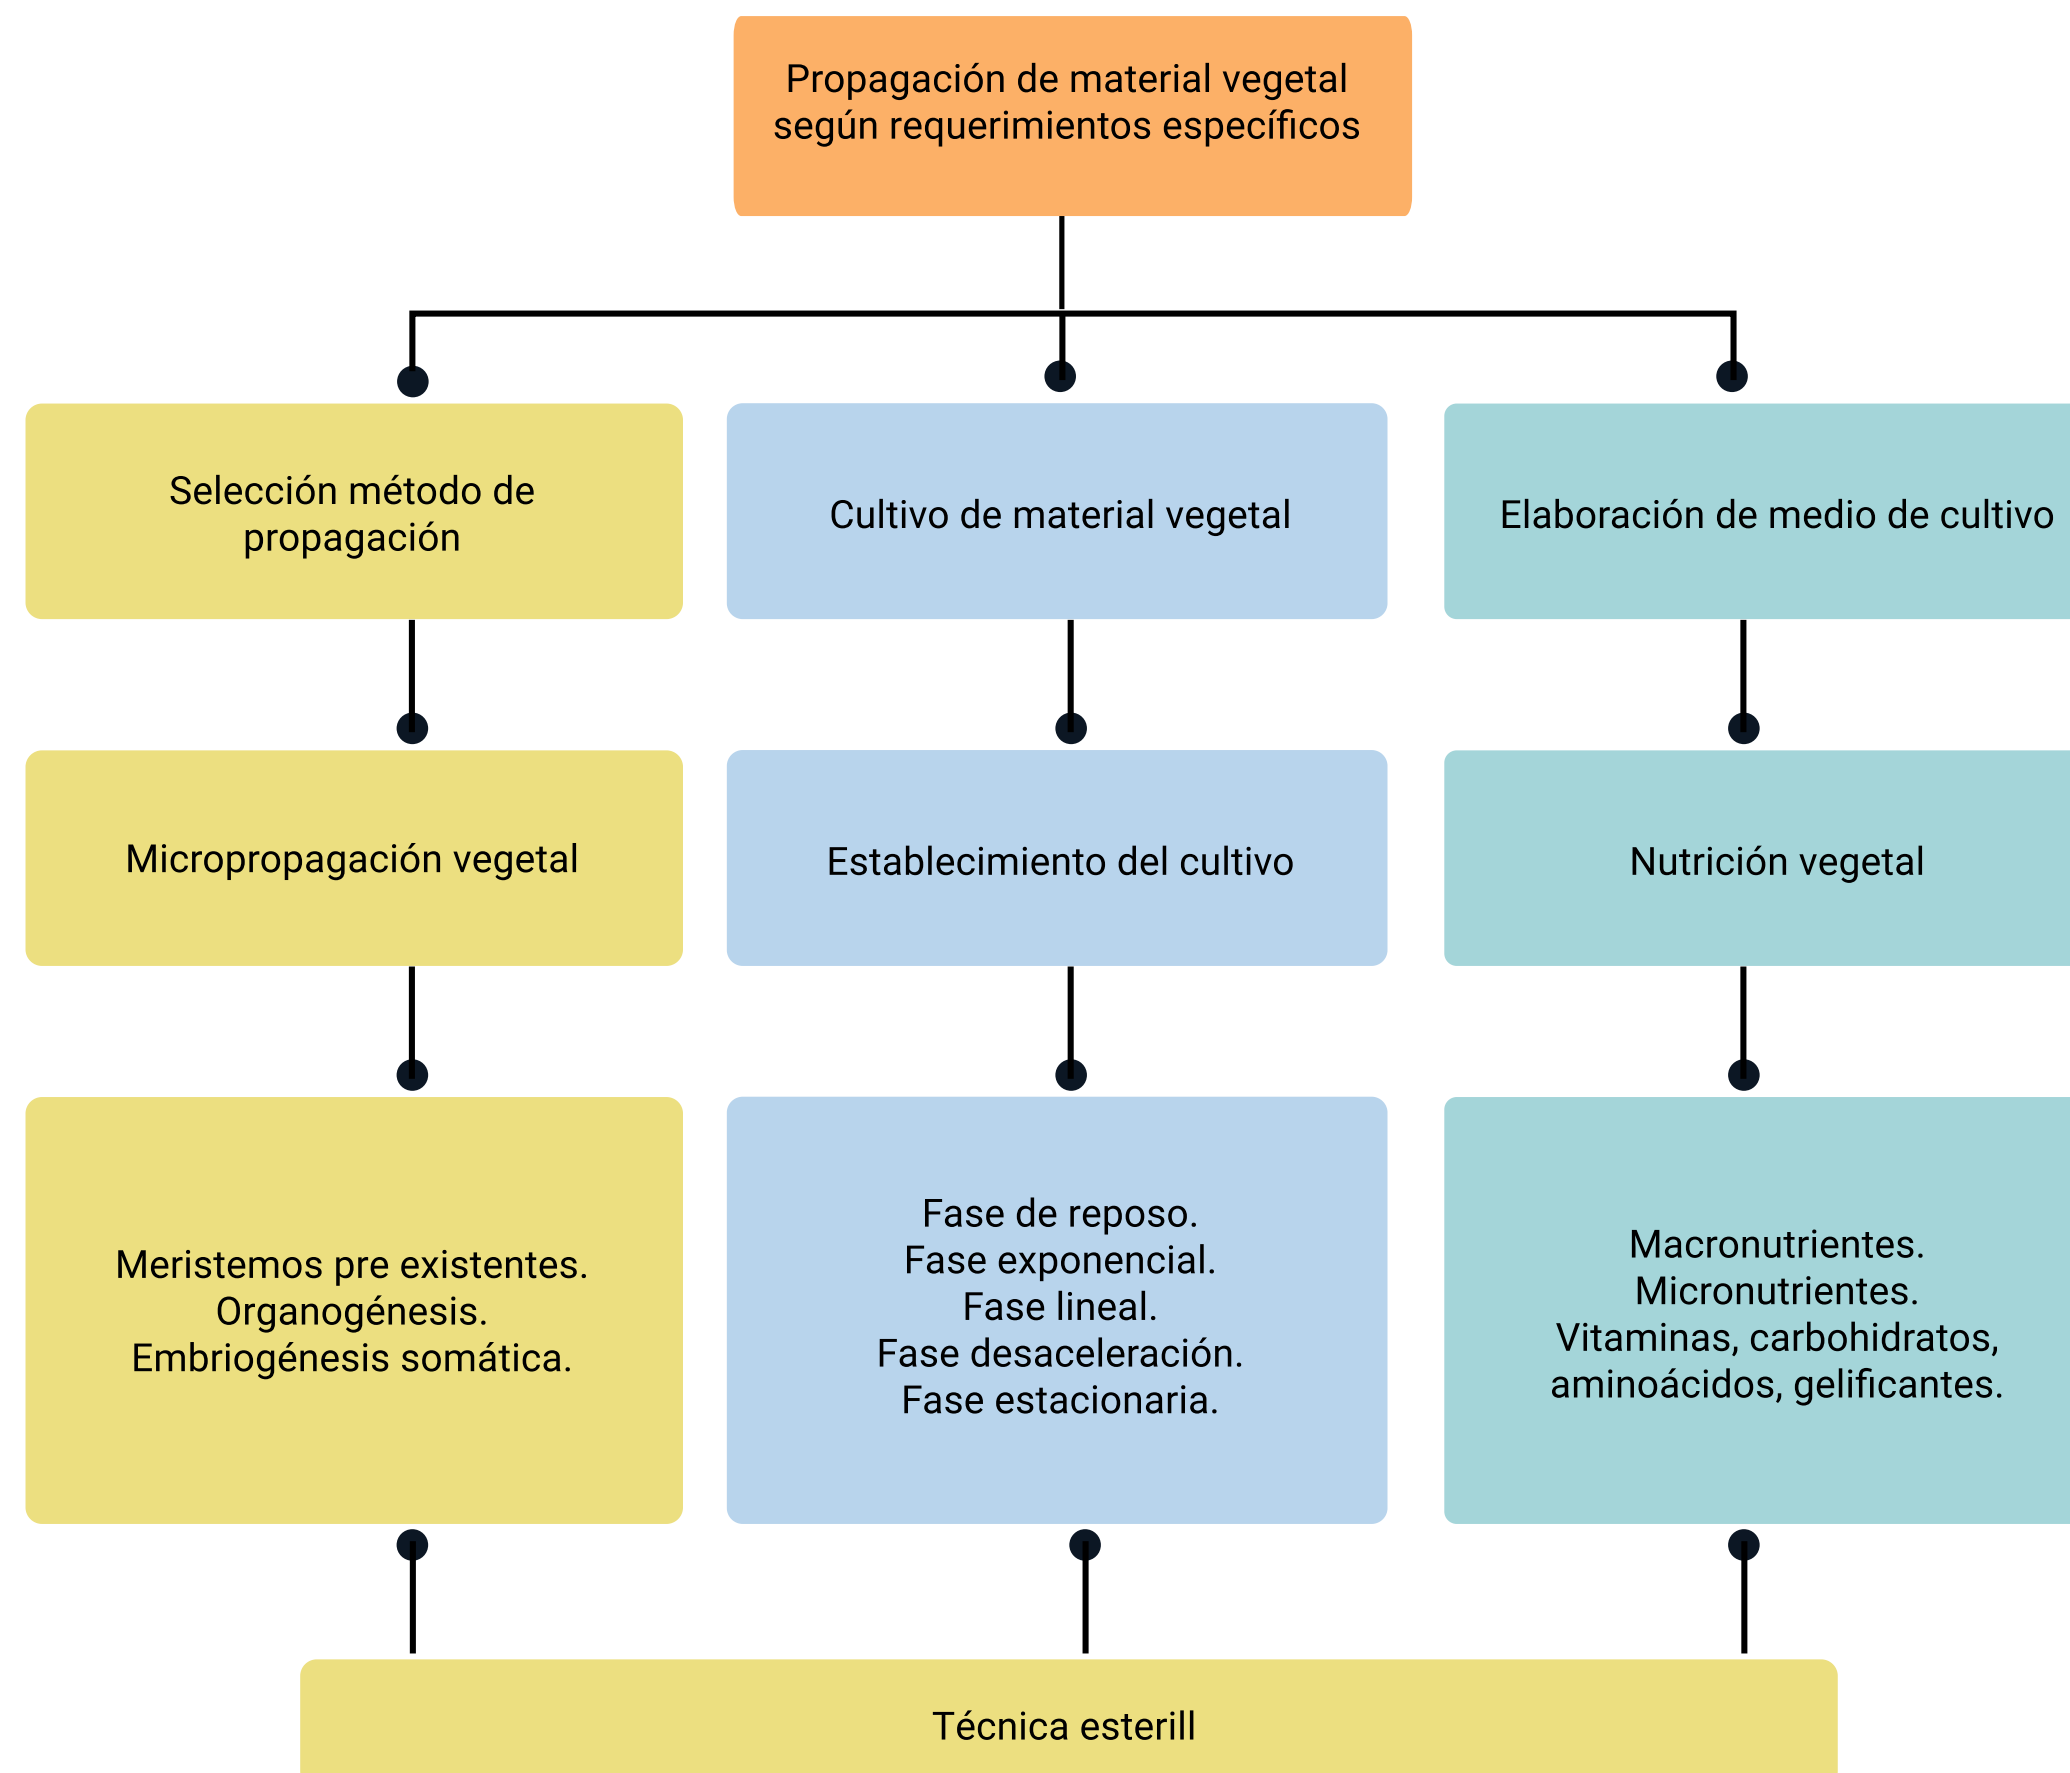 Propagación de material vegetal
según requerimientos específicos
Selección método de
propagación
Cultivo de material vegetal
Elaboración de medio de cultivo
Micropropagación vegetal
Establecimiento del cultivo
Nutrición vegetal
Meristemos pre existentes.
Organogénesis.
Embriogénesis somática.
Fase de reposo.
Fase exponencial.
Fase lineal.
Fase desaceleración.
Fase estacionaria.
Macronutrientes.
Micronutrientes.
Vitaminas, carbohidratos,
aminoácidos, gelificantes.
Técnica esterill